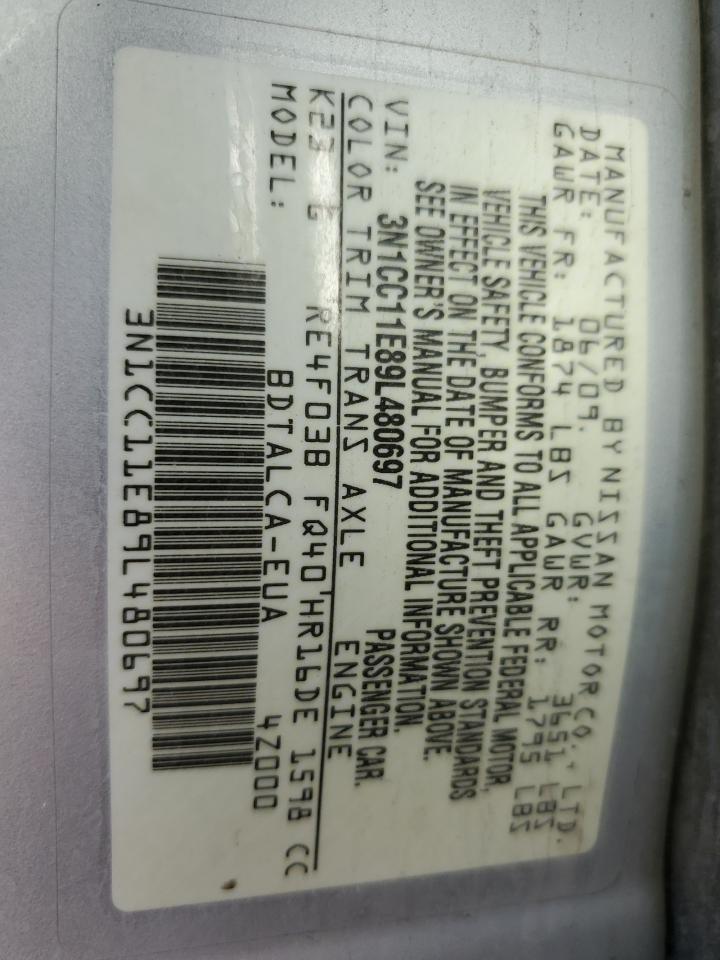 MANUFACTURED BY NISSAN MOTOR CO., LTD.
DATE: 06/09. GVWR: 3651 LBS
GAWR FR: 1874 LBS GAWR RR: 1795 LBS
THIS VEHICLE CONFORMS TO ALL APPLICABLE FEDERAL MOTOR,
VEHICLE SAFETY, BUMPER AND THEFT PREVENTION STANDARDS
IN EFFECT ON THE DATE OF MANUFACTURE SHOWN ABOVE.
SEE OWNER'S MANUAL FOR ADDITIONAL INFORMATION.
VIN: 3N1CC11E89L480697 PASSENGER CAR.
COLOR TRIM TRANS AXLE ENGINE
K23 G RE4F03B FQ40 HR16DE 1598 CC
MODEL: BDTALCA-EUA 4Z000
3N1CC11E89L480697